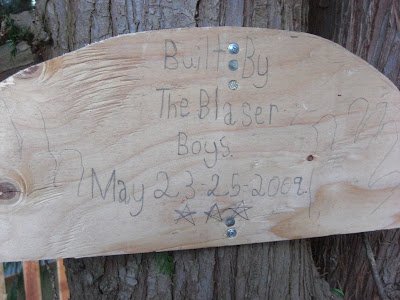 Built By
The Blaser
Boys.
May 23-25-2009